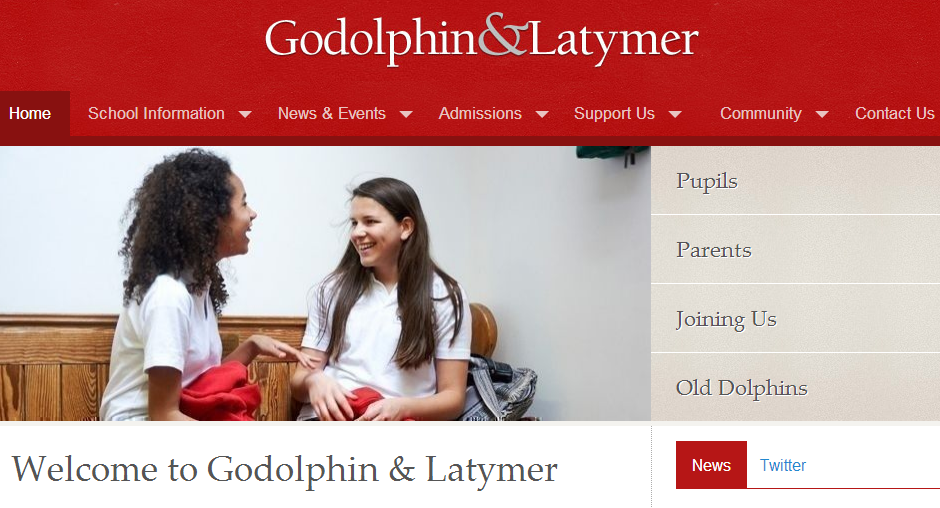 Godolphin&Latymer
Home School Information News & Events Admissions Support Us Community Contact Us
Pupils
Parents
Joining Us
Old Dolphins
Welcome to Godolphin & Latymer
News Twitter